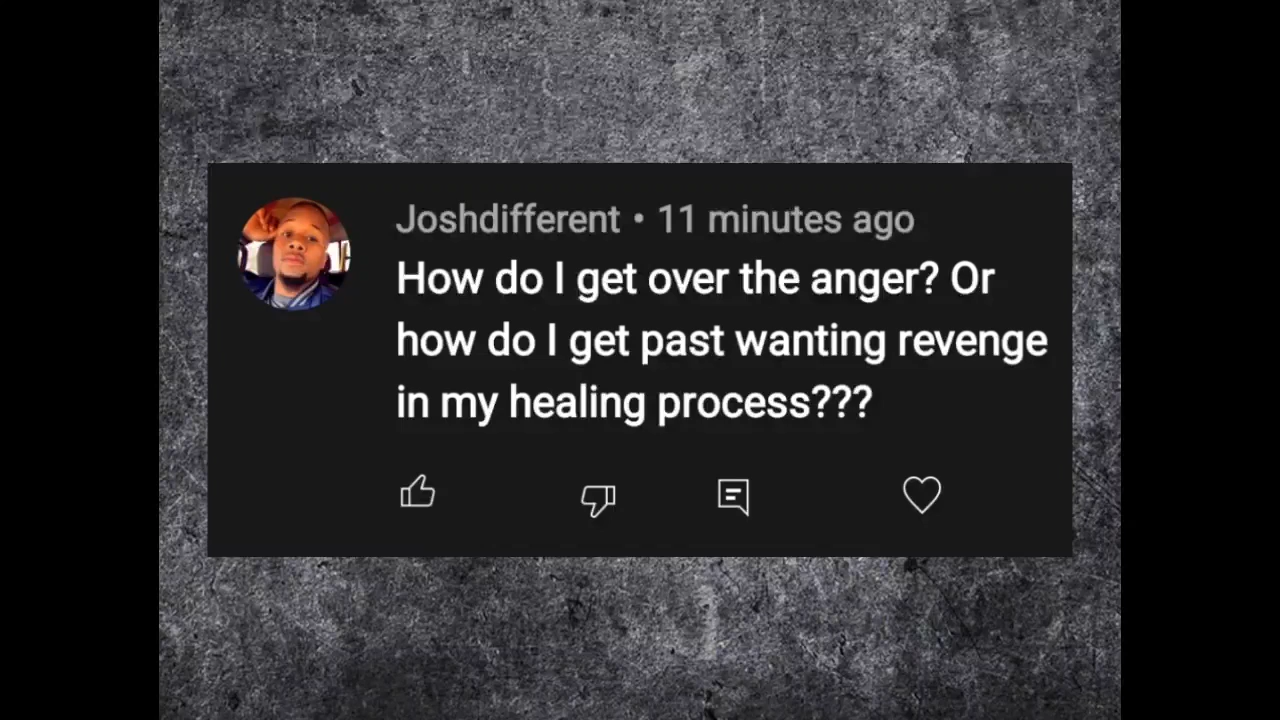 Joshdifferent • 11 minutes ago
How do I get over the anger? Or
how do I get past wanting revenge
in my healing process???